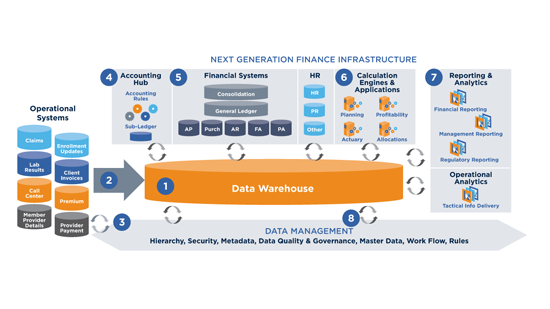 NEXT GENERATION FINANCE INFRASTRUCTURE
4
Accounting
Hub
Accounting
Rules
Sub-Ledger
5
Financial Systems
Consolidation
General Ledger
AP
Purch
AR
FA
PA
HR
HR
PR
Other
6
Calculation
Engines &
Applications
Planning
Profitability
Actuary
Allocations
7
Reporting &
Analytics
Financial Reporting
Management Reporting
Regulatory Reporting
Operational
Analytics
Tactical Info Delivery
Operational
Systems
Claims
Enrollment
Updates
Lab
Results
Client
Invoices
Call
Center
Premium
Member
Provider
Details
Provider
Payment
2
1
Data Warehouse
3
8
DATA MANAGEMENT
Hierarchy, Security, Metadata, Data Quality & Governance, Master Data, Work Flow, Rules